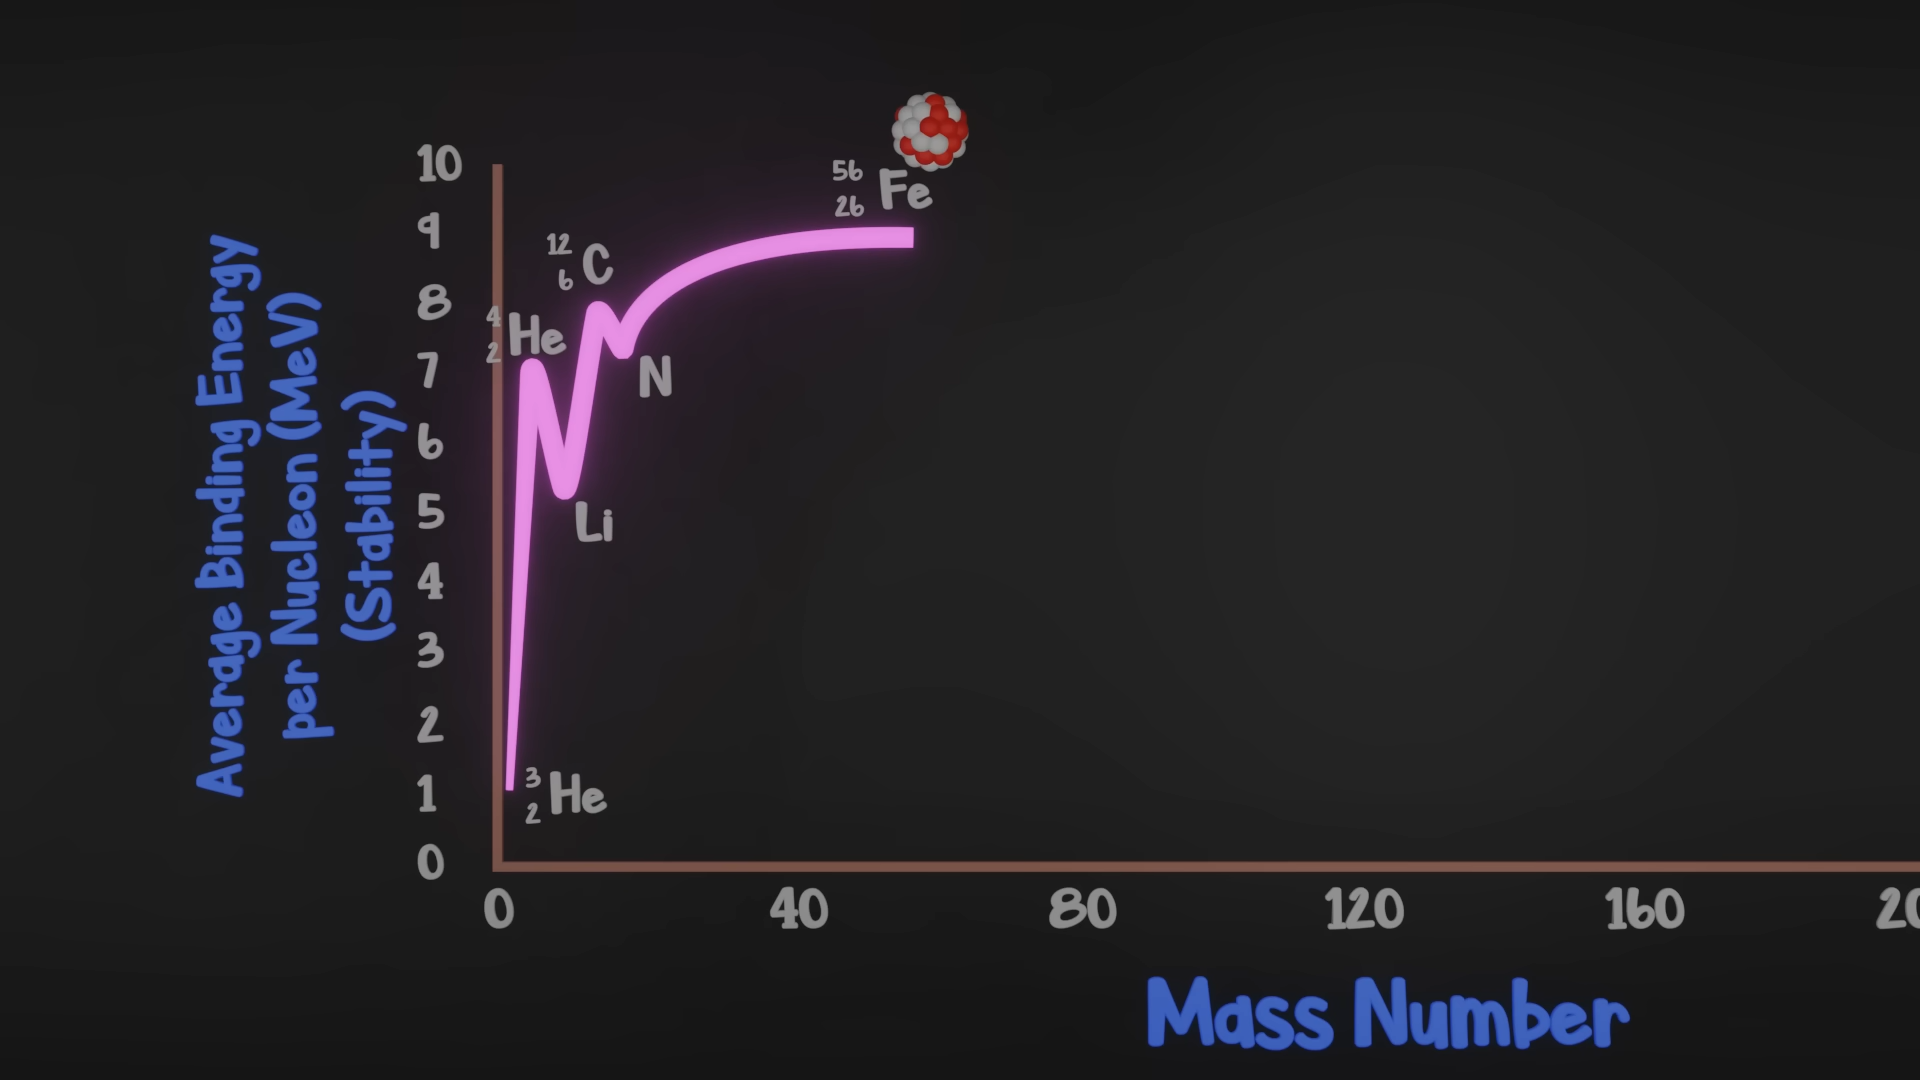 Average Binding Energy
per Nucleon (MeV)
(Stability)
10
9
8
7
6
5
4
3
2
1
0
56
26 Fe
12
6 C
4
2 He
N
Li
3
2 He
0 40 80 120 160
Mass Number